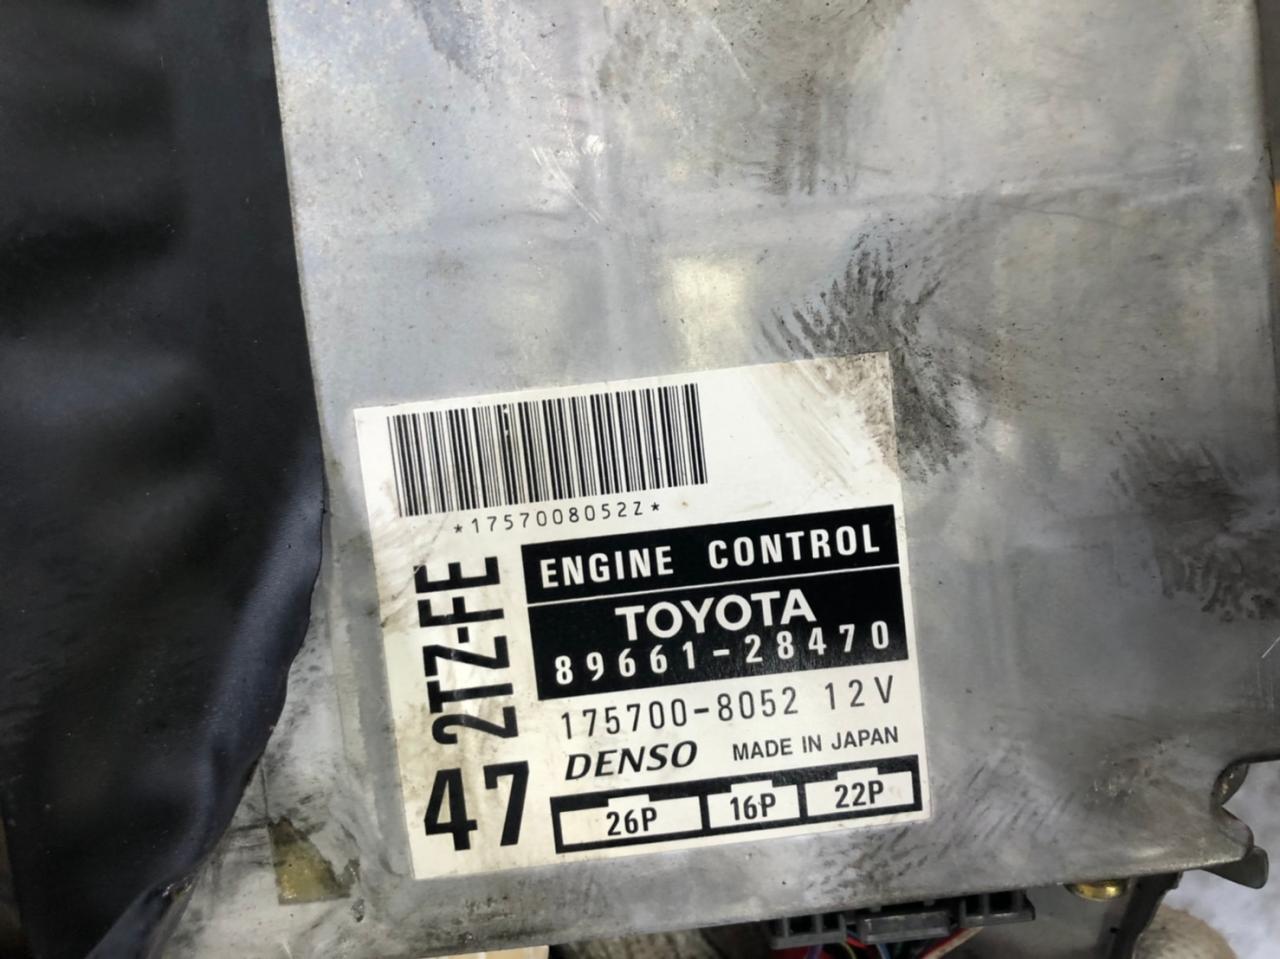 *1757008052Z*
2TZ-FE
47
ENGINE CONTROL
TOYOTA
89661-28470
175700-8052 12V
DENSO MADE IN JAPAN
26P 16P 22P